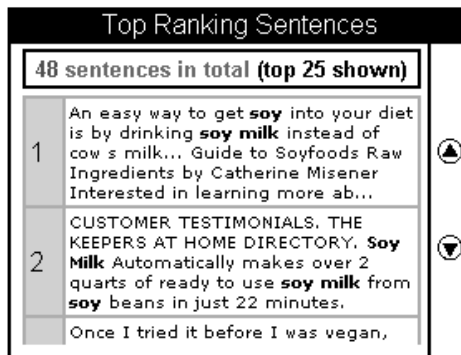 Top Ranking Sentences
48 sentences in total (top 25 shown)
1
An easy way to get soy into your diet
is by drinking soy milk instead of
cow s milk... Guide to Soyfoods Raw
Ingredients by Catherine Misener
Interested in learning more ab...
2
CUSTOMER TESTIMONIALS. THE
KEEPERS AT HOME DIRECTORY. Soy
Milk Automatically makes over 2
quarts of ready to use soy milk from
soy beans in just 22 minutes.
Once I tried it before I was vegan,